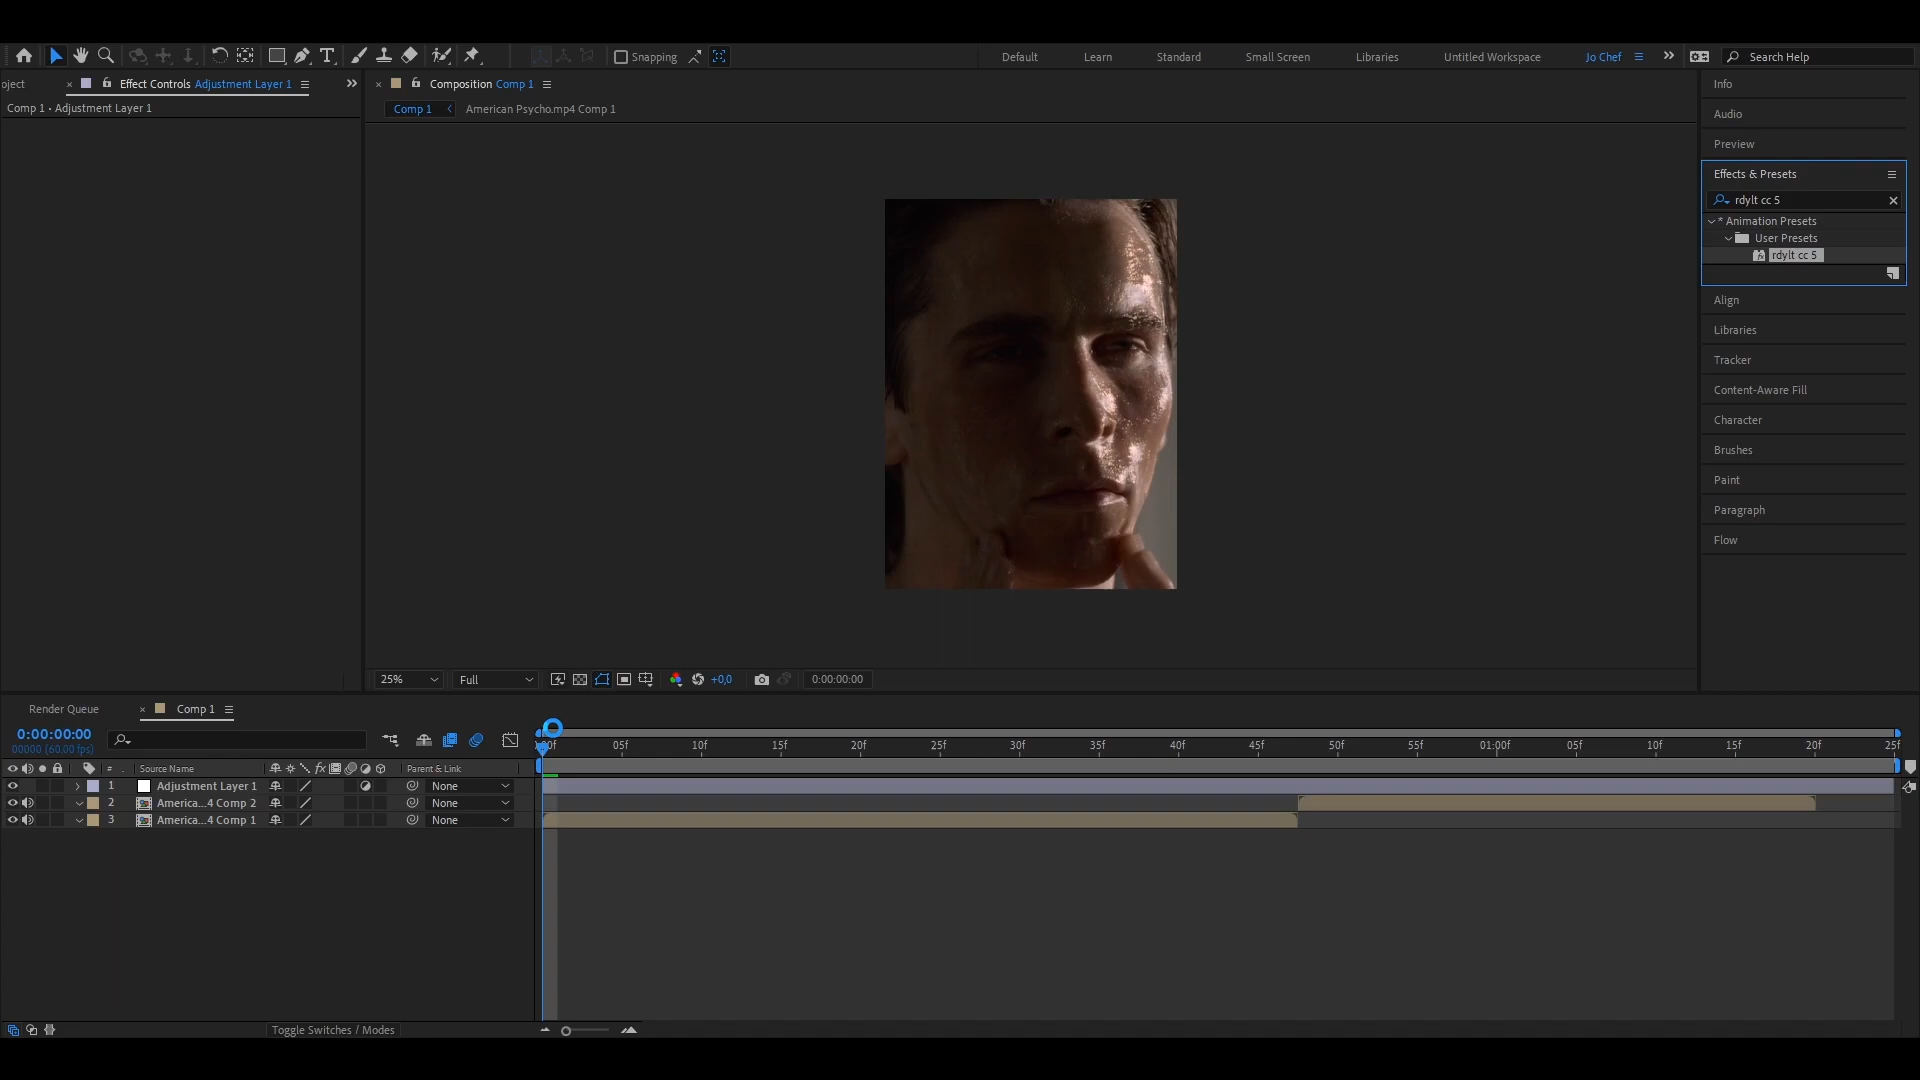 Snapping
Default
Learn
Standard
Small Screen
Libraries
Untitled Workspace
Jo Chef
Search Help
oject
Effect Controls Adjustment Layer 1
Composition Comp 1
Info
Comp 1 • Adjustment Layer 1
Comp 1
American Psycho.mp4 Comp 1
Audio
Preview
Effects & Presets
rdylt cc 5
* Animation Presets
User Presets
rdylt cc 5
Align
Libraries
Tracker
Content-Aware Fill
Character
Brushes
Paint
Paragraph
Flow
25%
Full
+0,0
0:00:00:00
Render Queue
Comp 1
0:00:00:00
00000 (60.00 fps)
00f 05f 10f 15f 20f 25f 30f 35f 40f 45f 50f 55f 01:00f 05f 10f 15f 20f 25f
# . Source Name fx Parent & Link
1 Adjustment Layer 1 None
2 America...4 Comp 2 None
3 America...4 Comp 1 None
Toggle Switches / Modes